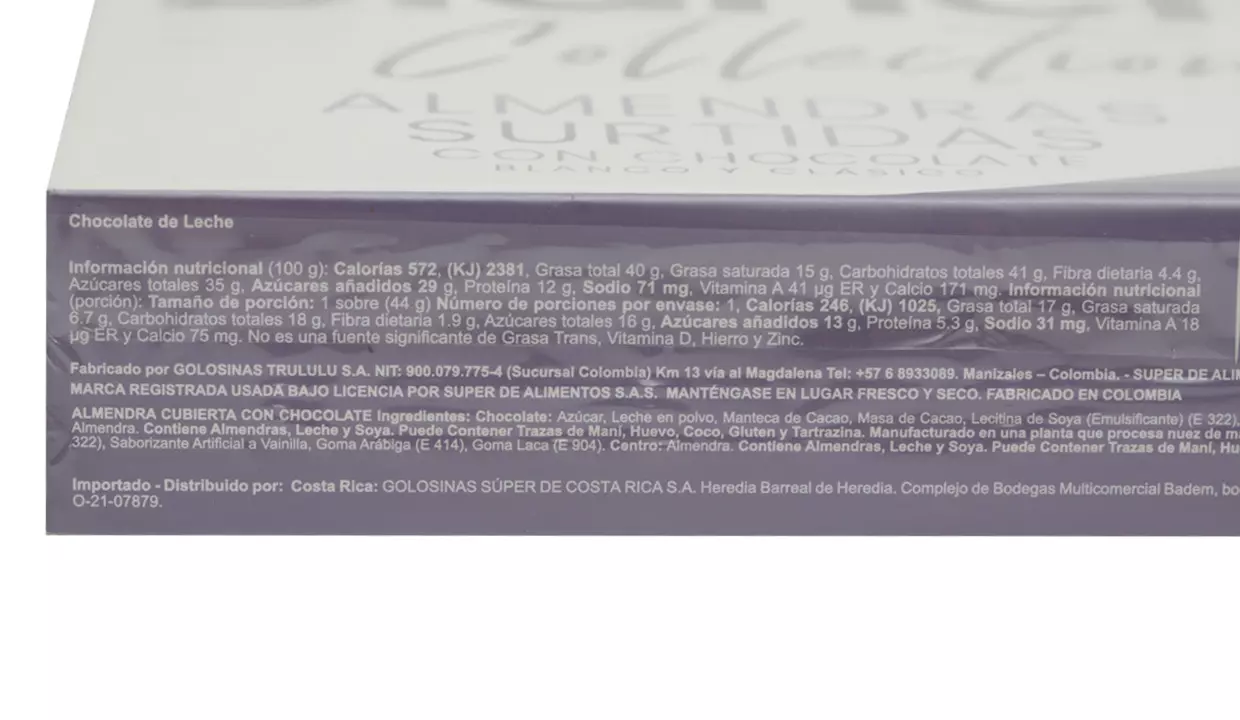 Collection
ALMENDRAS
SURTIDAS
CON CHOCOLATE
BLANCO Y CLÁSICO
Chocolate de Leche
Información nutricional (100 g): Calorías 572, (KJ) 2381, Grasa total 40 g, Grasa saturada 15 g, Carbohidratos totales 41 g, Fibra dietaria 4.4 g,
Azúcares totales 35 g, Azúcares añadidos 29 g, Proteína 12 g, Sodio 71 mg, Vitamina A 41 µg ER y Calcio 171 mg. Información nutricional
(porción): Tamaño de porción: 1 sobre (44 g) Número de porciones por envase: 1, Calorías 246, (KJ) 1025, Grasa total 17 g, Grasa saturada
6.7 g, Carbohidratos totales 18 g, Fibra dietaria 1.9 g, Azúcares totales 16 g, Azúcares añadidos 13 g, Proteína 5.3 g, Sodio 31 mg, Vitamina A 18
µg ER y Calcio 75 mg. No es una fuente significante de Grasa Trans, Vitamina D, Hierro y Zinc.
Fabricado por GOLOSINAS TRULULU S.A. NIT: 900.079.775-4 (Sucursal Colombia) Km 13 vía al Magdalena Tel: +57 6 8933089. Manizales – Colombia. - SUPER DE
MARCA REGISTRADA USADA BAJO LICENCIA POR SUPER DE ALIMENTOS S.A.S. MANTÉNGASE EN LUGAR FRESCO Y SECO. FABRICADO EN COLOMBIA
ALMENDRA CUBIERTA CON CHOCOLATE Ingredientes: Chocolate: Azúcar, Leche en polvo, Manteca de Cacao, Masa de Cacao, Lecitina de Soya (Emulsificante) (E 322),
Almendra. Contiene Almendras, Leche y Soya. Puede Contener Trazas de Maní, Huevo, Coco, Gluten y Tartrazina. Manufacturado en una planta que procesa nuez de
322), Saborizante Artificial a Vainilla, Goma Arábiga (E 414), Goma Laca (E 904). Centro: Almendra. Contiene Almendras, Leche y Soya. Puede Contener Trazas de Maní,
Importado - Distribuido por: Costa Rica: GOLOSINAS SÚPER DE COSTA RICA S.A. Heredia Barreal de Heredia. Complejo de Bodegas Multicomercial Badem,
O-21-07879.